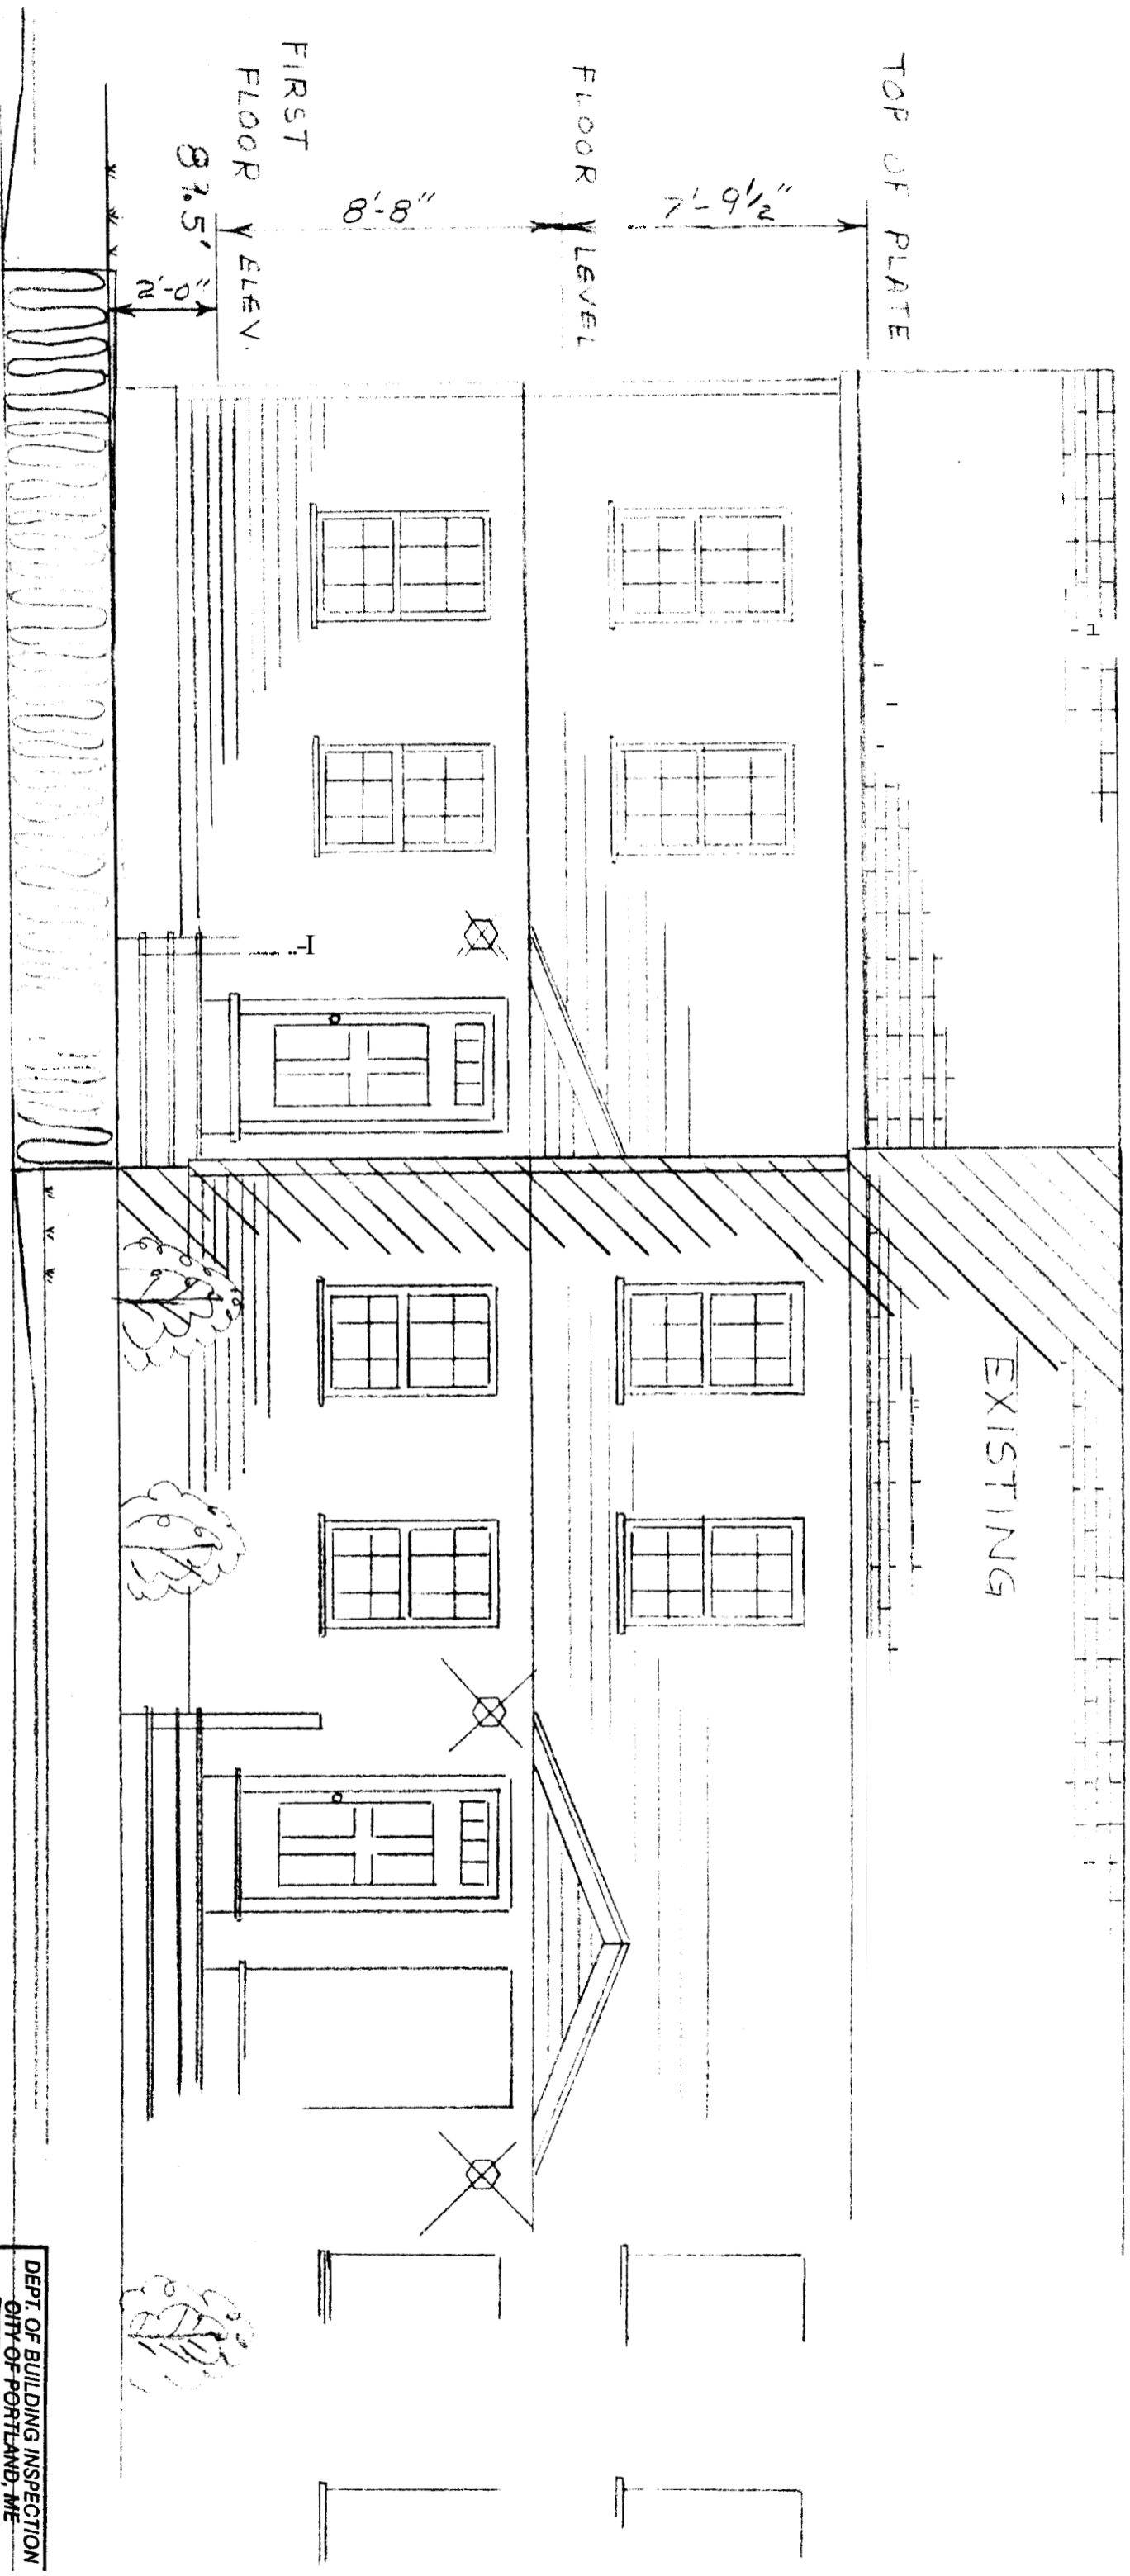 TOP OF PLATE
7'-9½"
FLOOR LEVEL
8'-8"
FIRST
FLOOR ELEV.
87.5'
2'-0"
EXISTING
DEPT. OF BUILDING INSPECTION
CITY OF PORTLAND, ME